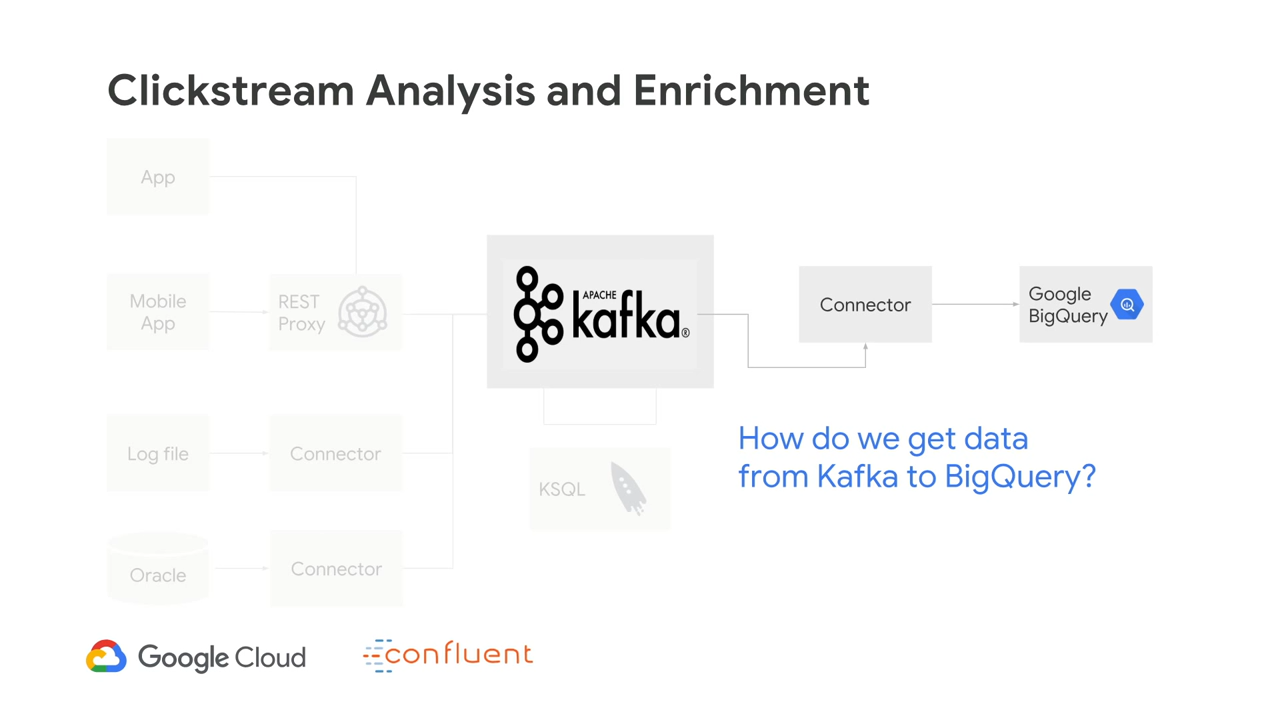 Clickstream Analysis and Enrichment
App
Mobile
App
REST
Proxy
APACHE
kafka®
Connector
Google
BigQuery
How do we get data
from Kafka to BigQuery?
Log file
Connector
KSQL
Oracle
Connector
Google Cloud
confluent